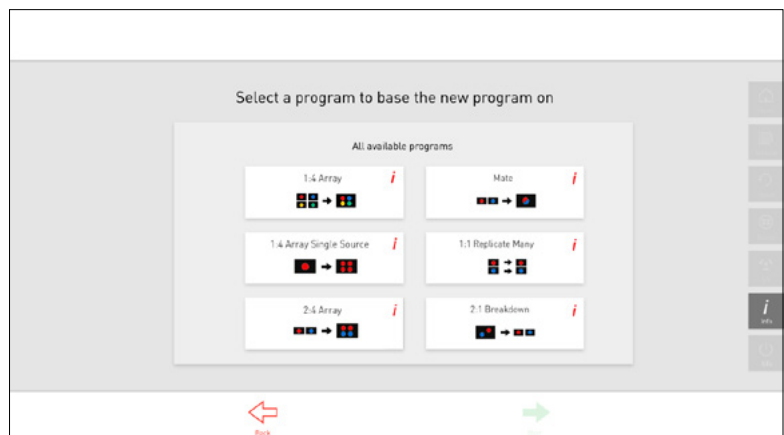 Select a program to base the new program on
All available programs
1:4 Array i
Mate i
1:4 Array Single Source i
1:1 Replicate Many i
2:4 Array i
2:1 Breakdown i
i
Info
Back